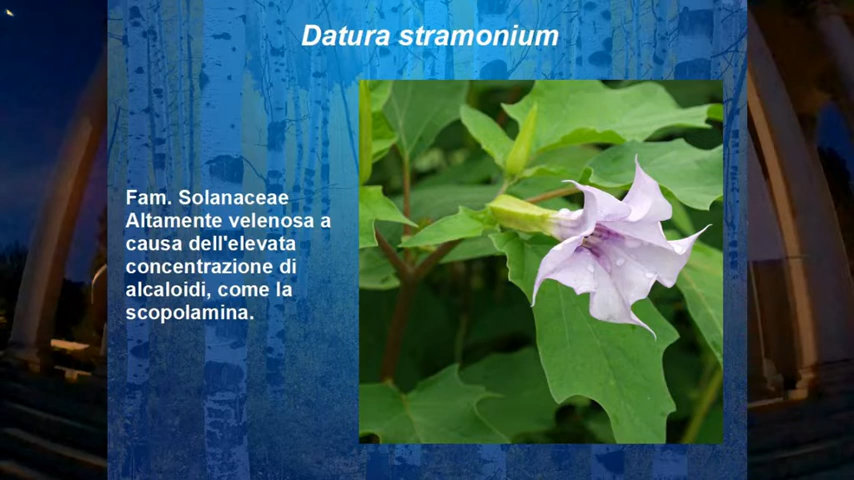 Datura stramonium
Fam. Solanaceae
Altamente velenosa a
causa dell'elevata
concentrazione di
alcaloidi, come la
scopolamina.